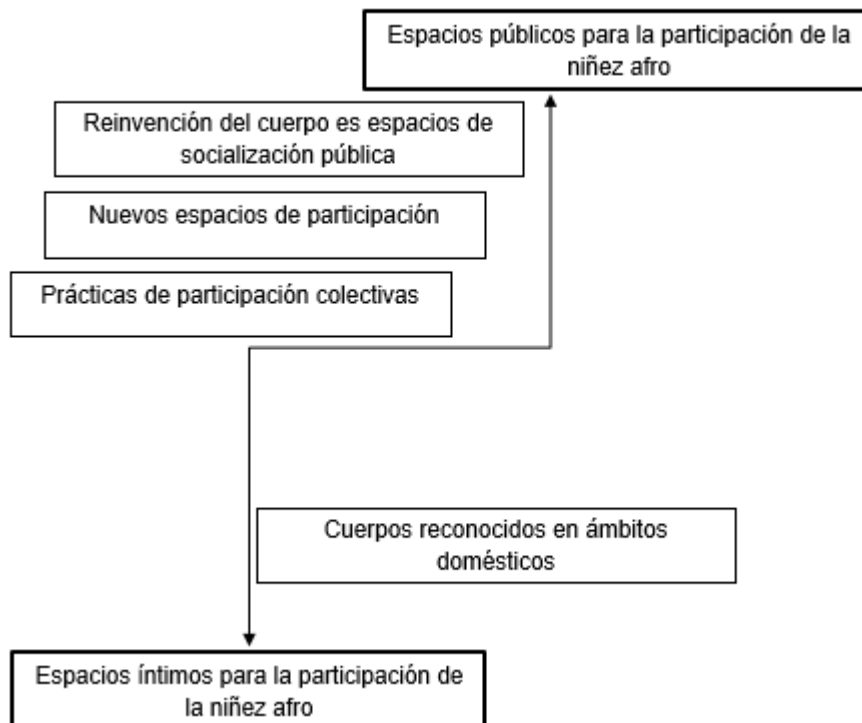 Espacios públicos para la participación de la
niñez afro
Reinvención del cuerpo es espacios de
socialización pública
Nuevos espacios de participación
Prácticas de participación colectivas
Cuerpos reconocidos en ámbitos
domésticos
Espacios íntimos para la participación de
la niñez afro